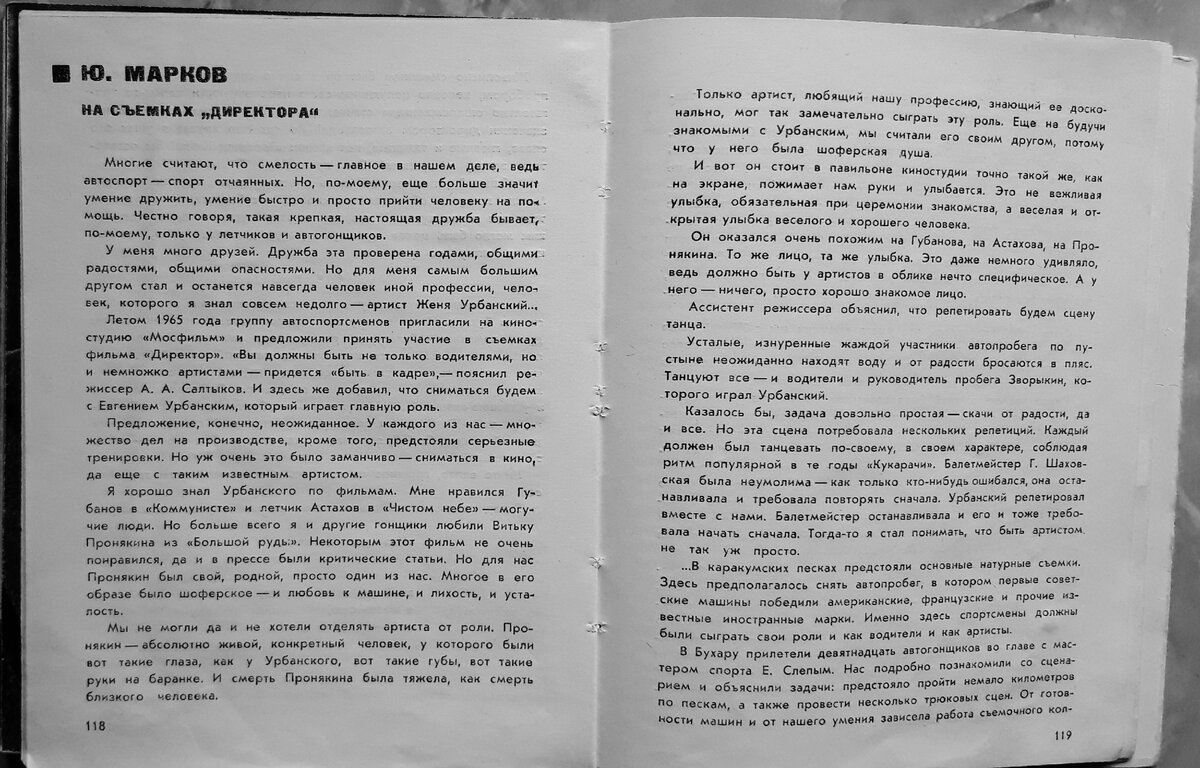 Ю. МАРКОВ
НА СЪЕМКАХ „ДИРЕКТОРА“
Многие считают, что смелость — главное в нашем деле, ведь
автоспорт — спорт отчаянных. Но, по-моему, еще больше значит
умение дружить, умение быстро и просто прийти человеку на по-
мощь. Честно говоря, такая крепкая, настоящая дружба бывает,
по-моему, только у летчиков и автогонщиков.
У меня много друзей. Дружба эта проверена годами, общими
радостями, общими опасностями. Но для меня самым большим
другом стал и останется навсегда человек иной профессии, чело-
век, которого я знал совсем недолго — артист Женя Урбанский...
Летом 1965 года группу автоспортсменов пригласили на кино-
студию «Мосфильм» и предложили принять участие в съемках
фильма «Директор». «Вы должны быть не только водителями, но
и немножко артистами — придется «быть в кадре», — пояснил ре-
жиссер А. А. Салтыков. И здесь же добавил, что сниматься будем
с Евгением Урбанским, который играет главную роль.
Предложение, конечно, неожиданное. У каждого из нас — мно-
жество дел на производстве, кроме того, предстояли серьезные
тренировки. Но уж очень это было заманчиво — сниматься в кино,
да еще с таким известным артистом.
Я хорошо знал Урбанского по фильмам. Мне нравился Гу-
банов в «Коммунисте» и летчик Астахов в «Чистом небе» — могу-
чие люди. Но больше всего я и другие гонщики любили Витьку
Пронякина из «Большой руды». Некоторым этот фильм не очень
понравился, да и в прессе были критические статьи. Но для нас
Пронякин был свой, родной, просто один из нас. Многое в его
образе было шоферское — и любовь к машине, и лихость, и уста-
лость.
Мы не могли да и не хотели отделять артиста от роли. Про-
някин — абсолютно живой, конкретный человек, у которого были
вот такие глаза, как у Урбанского, вот такие губы, вот такие
руки на баранке. И смерть Пронякина была тяжела, как смерть
близкого человека.
118
Только артист, любящий нашу профессию, знающий ее доско-
нально, мог так замечательно сыграть эту роль. Еще не будучи
знакомыми с Урбанским, мы считали его своим другом, потому
что у него была шоферская душа.
И вот он стоит в павильоне киностудии точно такой же, как
на экране, пожимает нам руки и улыбается. Это не вежливая
улыбка, обязательная при церемонии знакомства, а веселая и от-
крытая улыбка веселого и хорошего человека.
Он оказался очень похожим на Губанова, на Астахова, на Про-
някина. То же лицо, та же улыбка. Это даже немного удивляло,
ведь должно быть у артистов в облике нечто специфическое. А у
него — ничего, просто хорошо знакомое лицо.
Ассистент режиссера объяснил, что репетировать будем сцену
танца.
Усталые, изнуренные жаждой участники автопробега по пу-
стыне неожиданно находят воду и от радости бросаются в пляс.
Танцуют все — и водители и руководитель пробега Зворыкин, ко-
торого играл Урбанский.
Казалось бы, задача довольно простая — скачи от радости, да
и все. Но эта сцена потребовала нескольких репетиций. Каждый
должен был танцевать по-своему, в своем характере, соблюдая
ритм популярной в те годы «Кукарачи». Балетмейстер Г. Шахов-
ская была неумолима — как только кто-нибудь ошибался, она оста-
навливала и требовала повторять сначала. Урбанский репетировал
вместе с нами. Балетмейстер останавливала и его и тоже требо-
вала начать сначала. Тогда-то я стал понимать, что быть артистом
не так уж просто.
...В каракумских песках предстояли основные натурные съемки.
Здесь предполагалось снять автопробег, в котором первые совет-
ские машины победили американские, французские и прочие из-
вестные иностранные марки. Именно здесь спортсмены должны
были сыграть свои роли и как водители и как артисты.
В Бухару прилетели девятнадцать автогонщиков во главе с мас-
тером спорта Е. Слепым. Нас подробно познакомили со сцена-
рием и объяснили задачи: предстояло пройти немало километров
по пескам, а также провести несколько трюковых сцен. От готов-
ности машин и от нашего умения зависела работа съемочного кол-
119